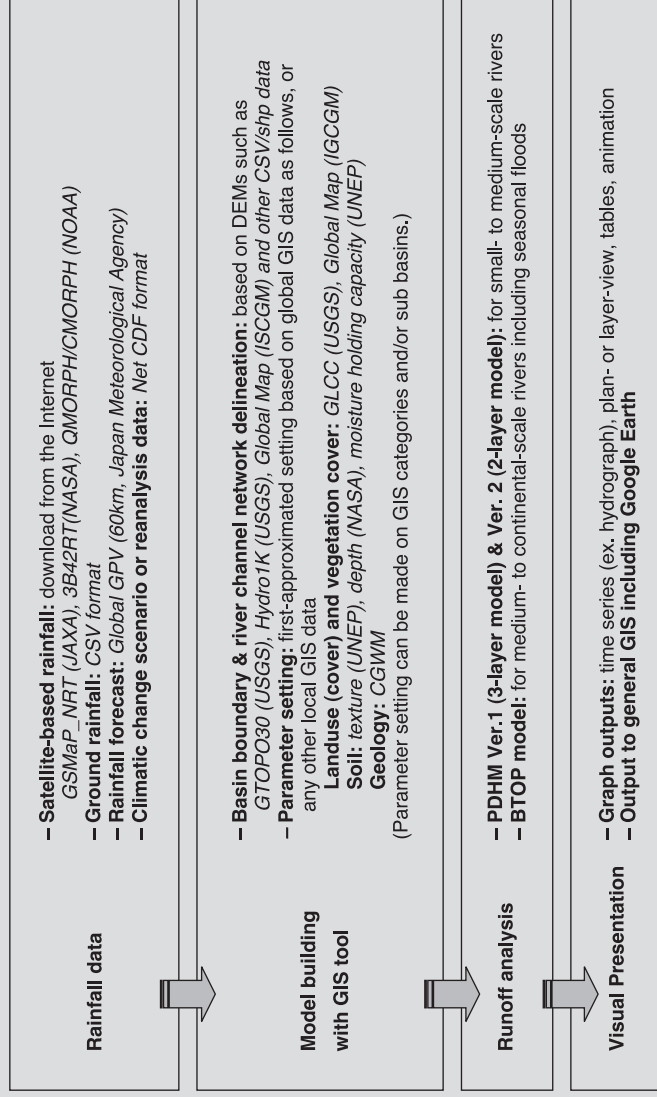 Rainfall data
– Satellite-based rainfall: download from the Internet
GSMaP_NRT (JAXA), 3B42RT(NASA), QMORPH/CMORPH (NOAA)
– Ground rainfall: CSV format
– Rainfall forecast: Global GPV (60km, Japan Meteorological Agency)
– Climatic change scenario or reanalysis data: Net CDF format
Model building
with GIS tool
– Basin boundary & river channel network delineation: based on DEMs such as
GTOPO30 (USGS), Hydro1K (USGS), Global Map (ISCGM) and other CSV/shp data
– Parameter setting: first-approximated setting based on global GIS data as follows, or
any other local GIS data
Landuse (cover) and vegetation cover: GLCC (USGS), Global Map (IGCGM)
Soil: texture (UNEP), depth (NASA), moisture holding capacity (UNEP)
Geology: CGWM
(Parameter setting can be made on GIS categories and/or sub basins.)
Runoff analysis
– PDHM Ver.1 (3-layer model) & Ver. 2 (2-layer model): for small- to medium-scale rivers
– BTOP model: for medium- to continental-scale rivers including seasonal floods
Visual Presentation
– Graph outputs: time series (ex. hydrograph), plan- or layer-view, tables, animation
– Output to general GIS including Google Earth